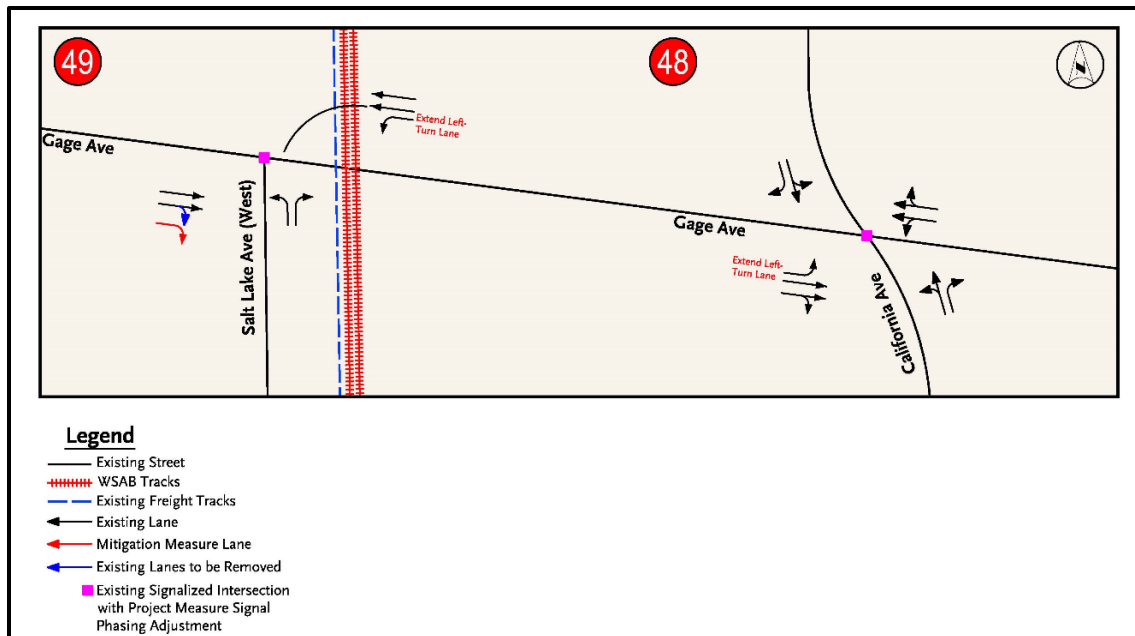 49
48
Extend Left-
Turn Lane
Gage Ave
Salt Lake Ave (West)
Gage Ave
Extend Left-
Turn Lane
California Ave
Legend
Existing Street
WSAB Tracks
Existing Freight Tracks
Existing Lane
Mitigation Measure Lane
Existing Lanes to be Removed
Existing Signalized Intersection
with Project Measure Signal
Phasing Adjustment